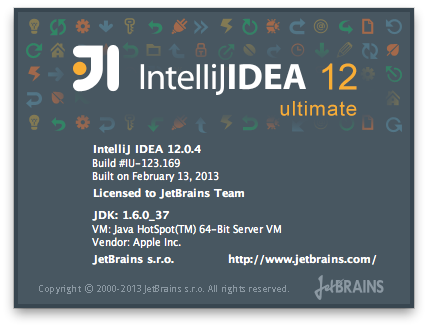 IntelliJIDEA 12
ultimate
IntelliJ IDEA 12.0.4
Build #IU-123.169
Built on February 13, 2013
Licensed to JetBrains Team
JDK: 1.6.0_37
VM: Java HotSpot(TM) 64-Bit Server VM
Vendor: Apple Inc.
JetBrains s.r.o. http://www.jetbrains.com/
Copyright © 2000-2013 JetBrains s.r.o. All rights reserved. JetBRAINS